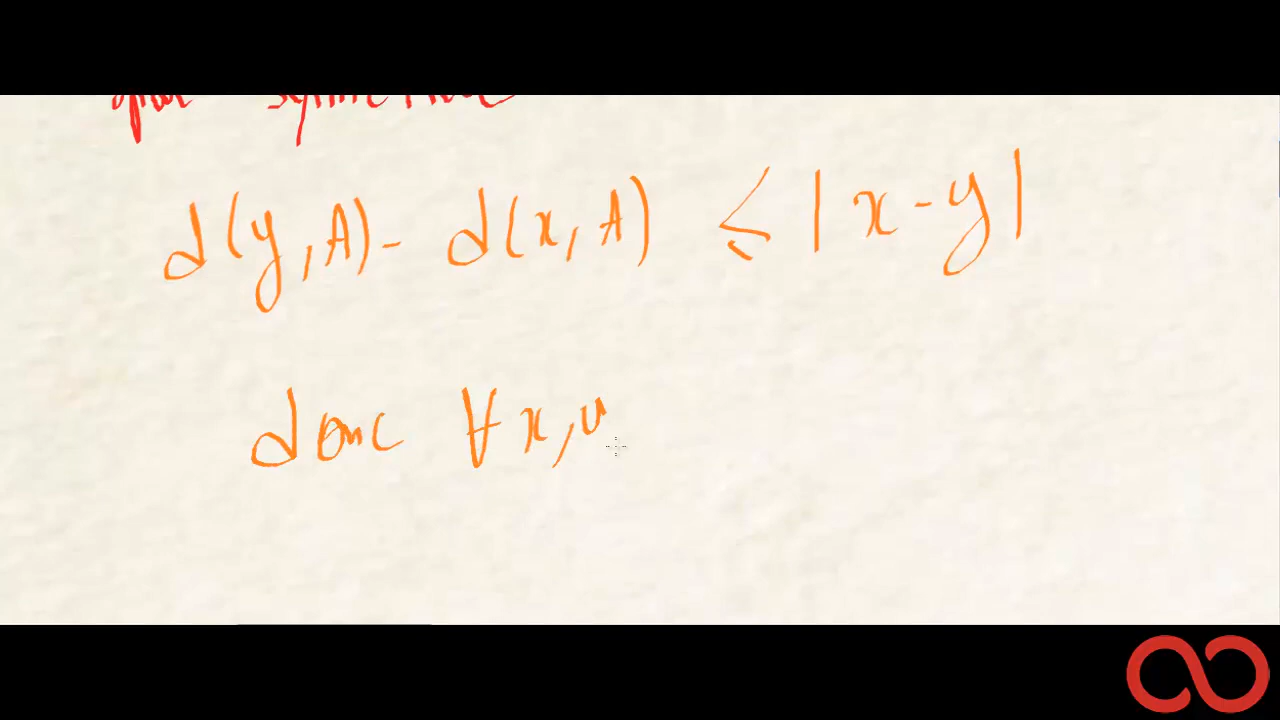 d(y, A) - d(x, A) ≤ |x - y|
donc ∀ x,